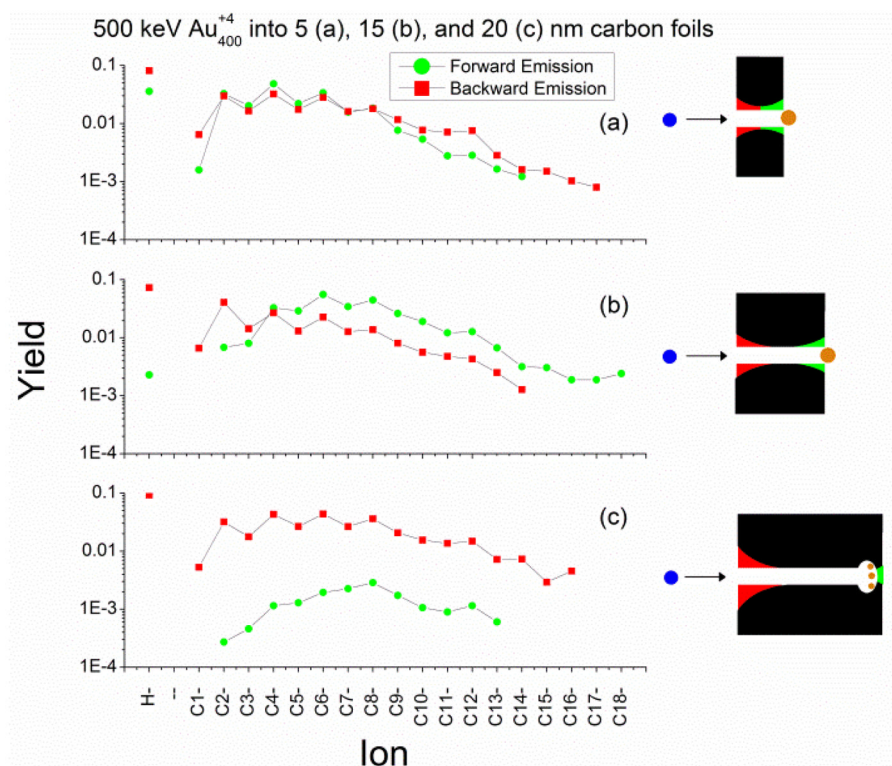 500 keV Au₄₀₀⁺⁴ into 5 (a), 15 (b), and 20 (c) nm carbon foils
Forward Emission
Backward Emission
0.1
0.01
1E-3
1E-4
(a)
0.1
0.01
1E-3
1E-4
(b)
0.1
0.01
1E-3
1E-4
(c)
Yield
H-
--
C1-
C2-
C3-
C4-
C5-
C6-
C7-
C8-
C9-
C10-
C11-
C12-
C13-
C14-
C15-
C16-
C17-
C18-
Ion